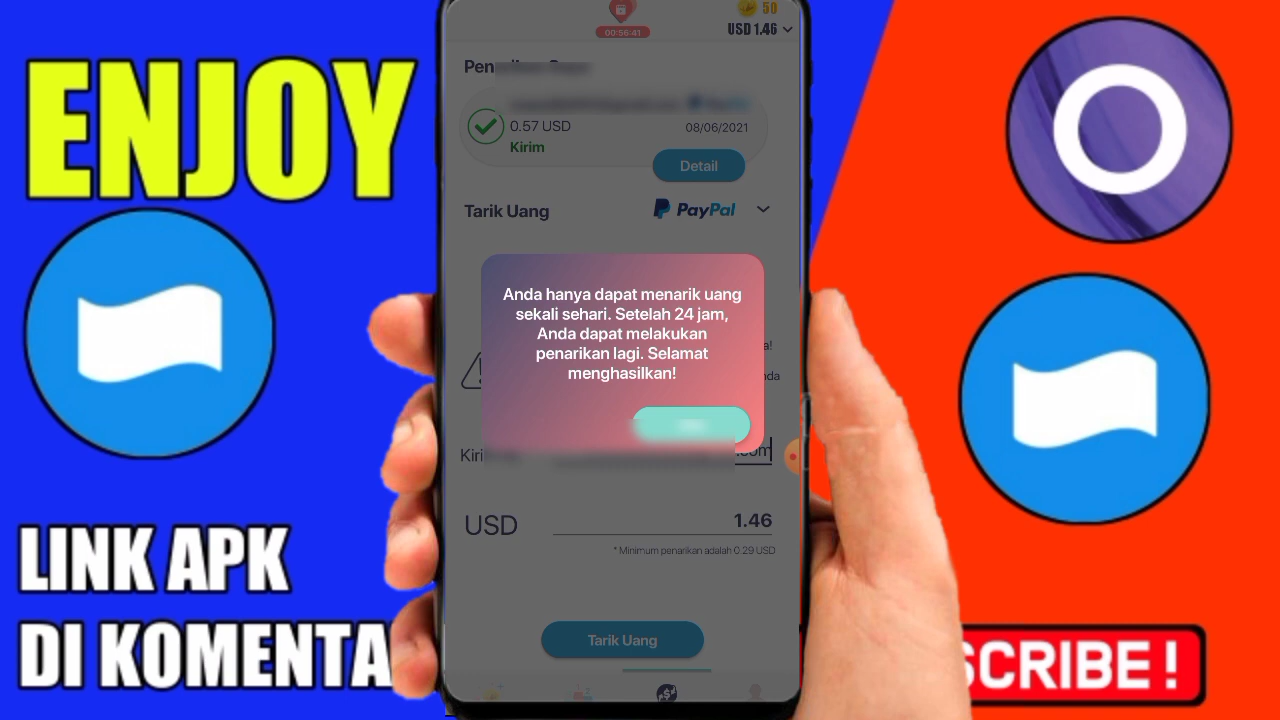 ENJOY
50
USD 1.46
00:56:41
0.57 USD
08/06/2021
Kirim
Detail
Tarik Uang
PayPal
Anda hanya dapat menarik uang
sekali sehari. Setelah 24 jam,
Anda dapat melakukan
penarikan lagi. Selamat
menghasilkan!
USD
1.46
* Minimum penarikan adalah 0.29 USD
Tarik Uang
LINK APK
DI KOMENTA
SCRIBE !